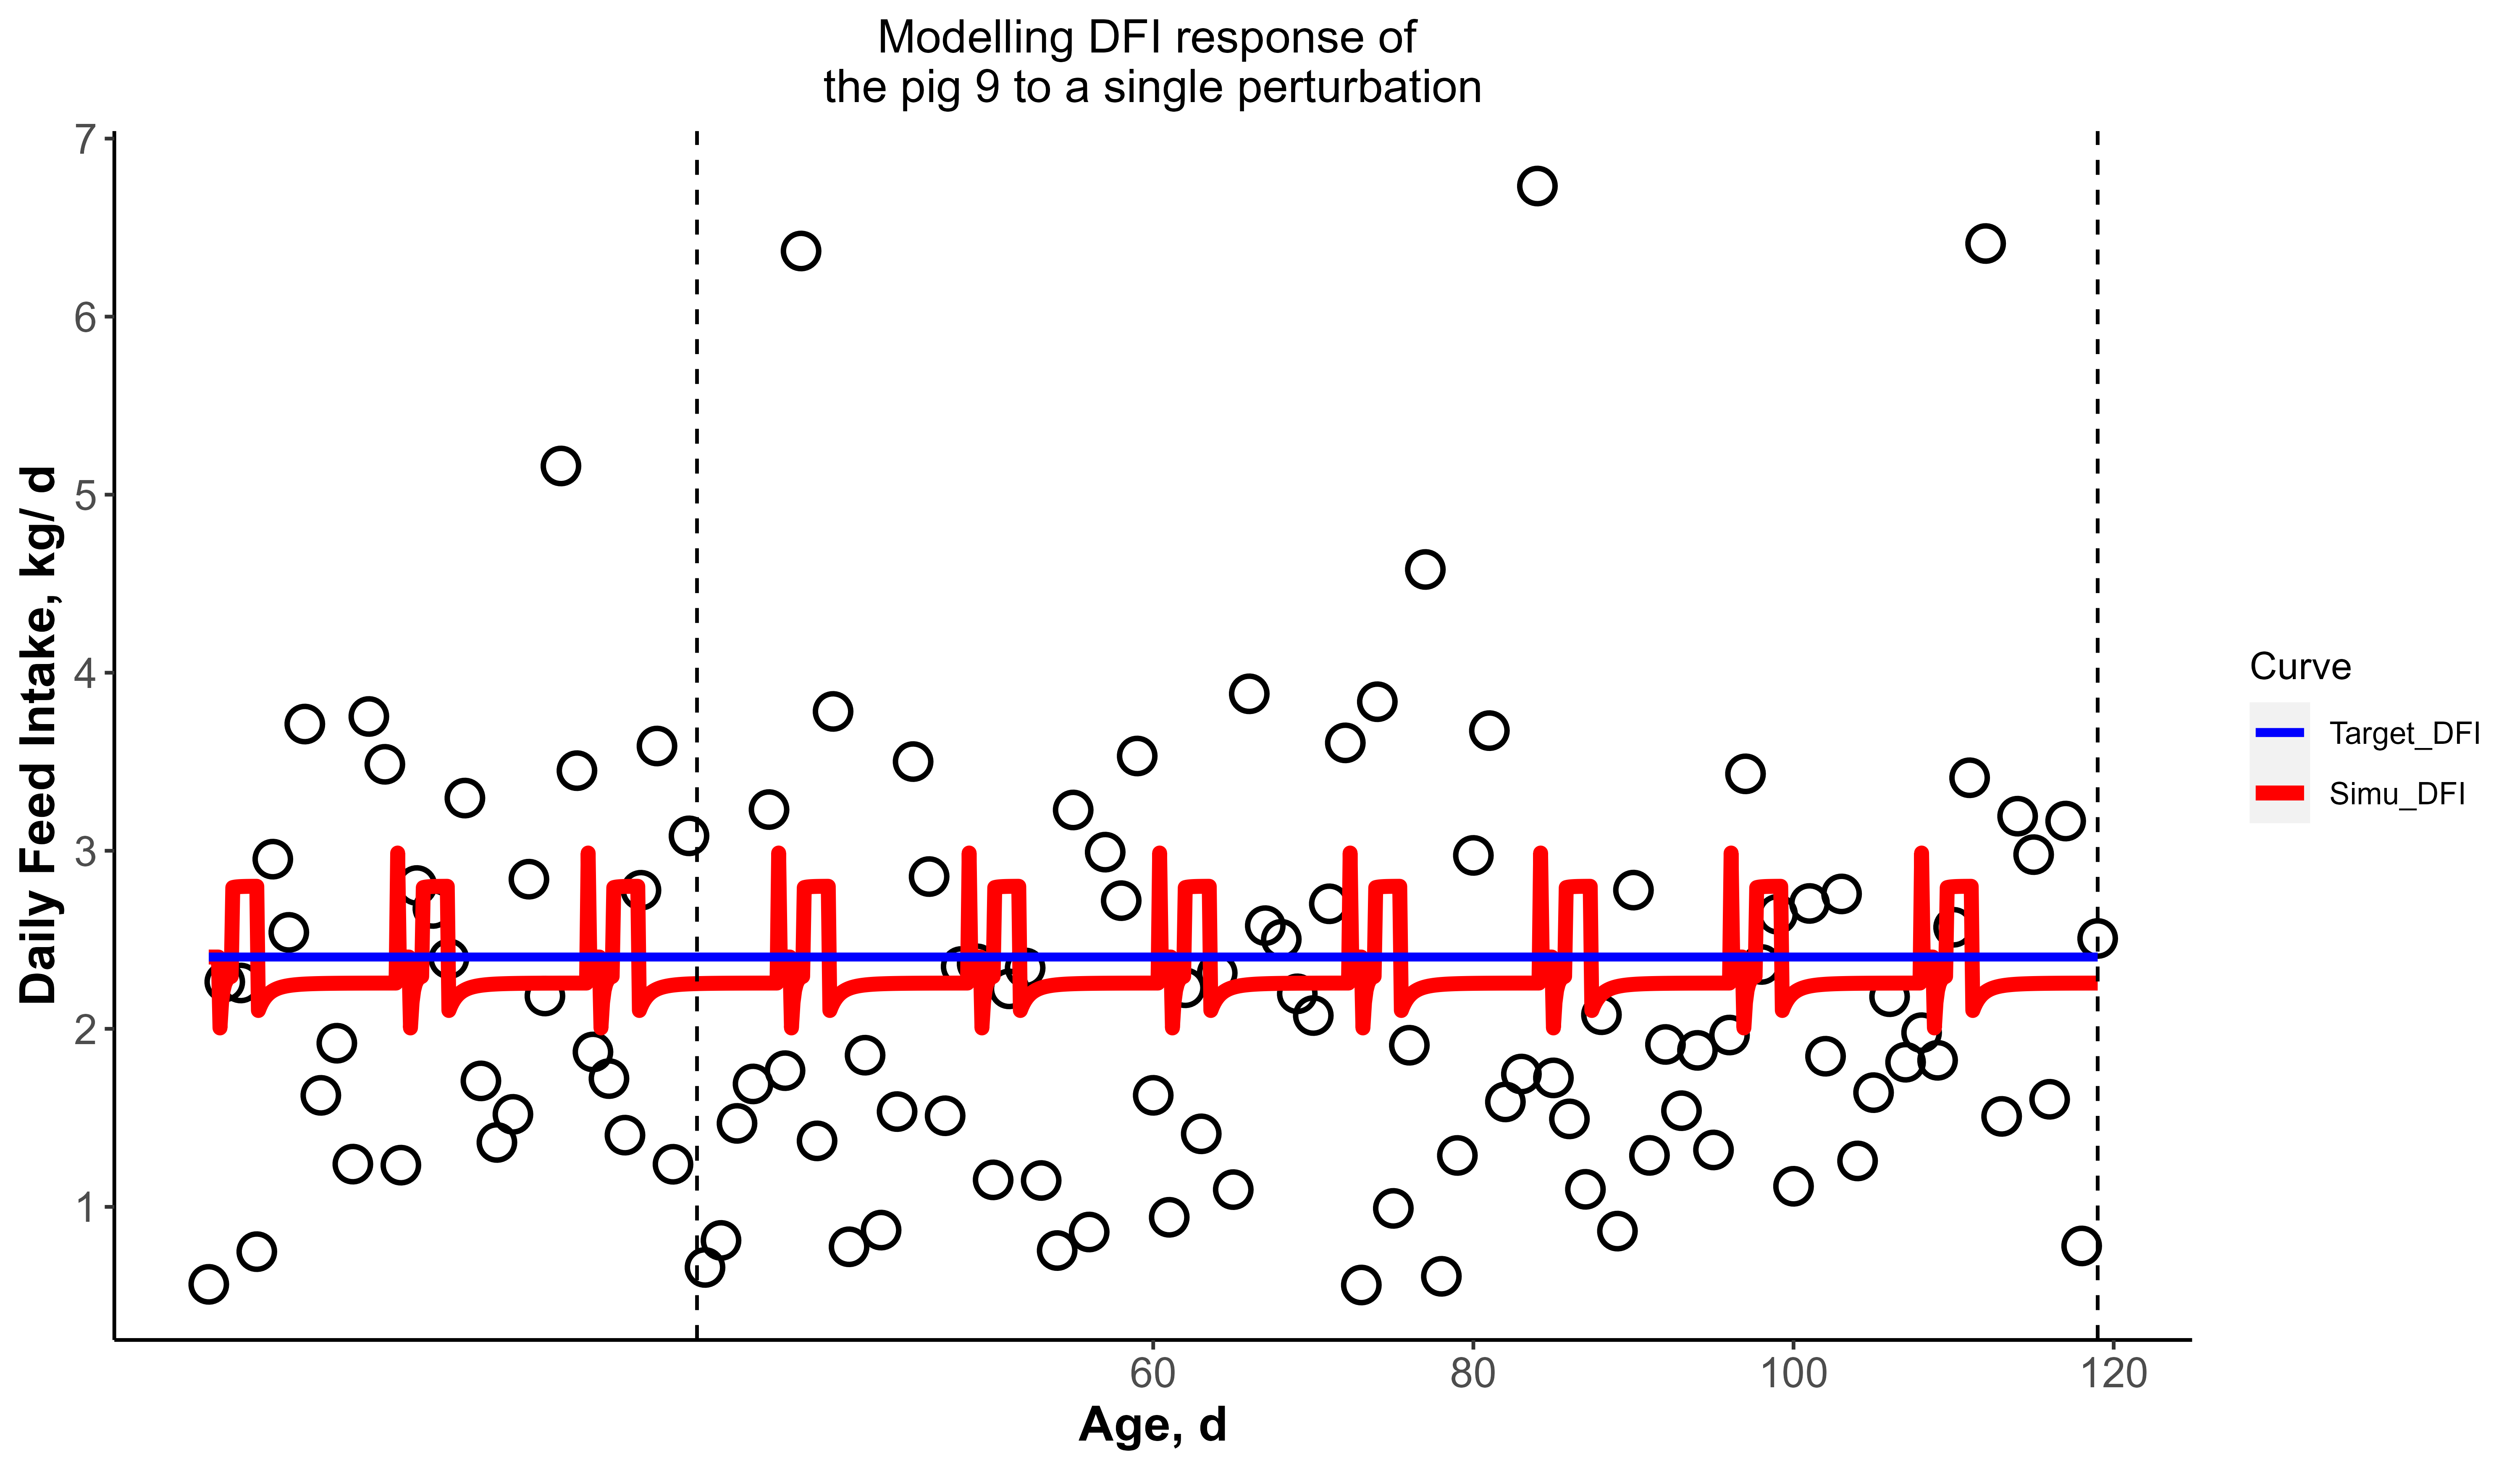 Modelling DFI response of
the pig 9 to a single perturbation
7
6
5
4
3
2
1
Daily Feed Intake, kg/ d
60
80
100
120
Age, d
Curve
Target_DFI
Simu_DFI